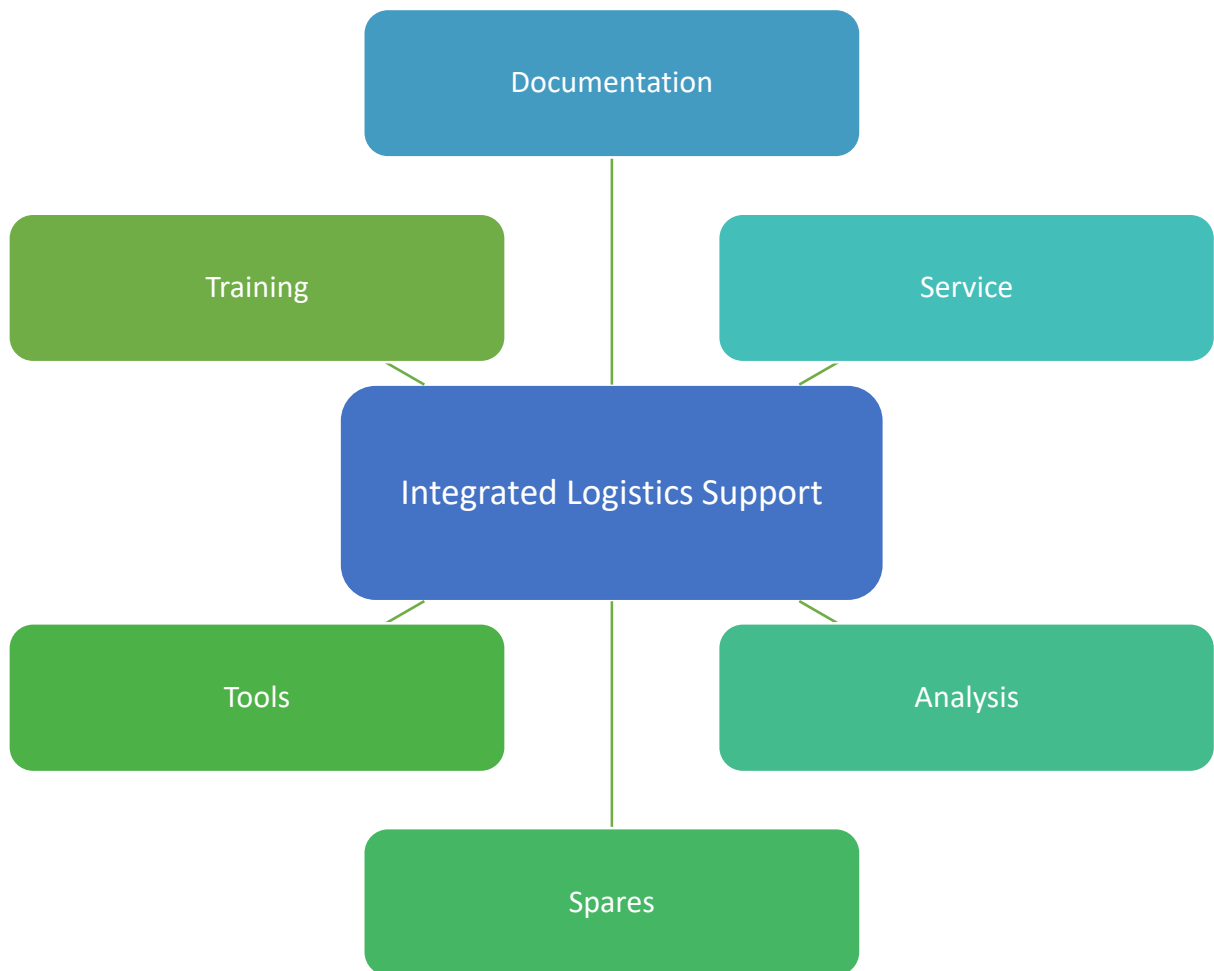 Documentation
Training
Service
Integrated Logistics Support
Tools
Analysis
Spares